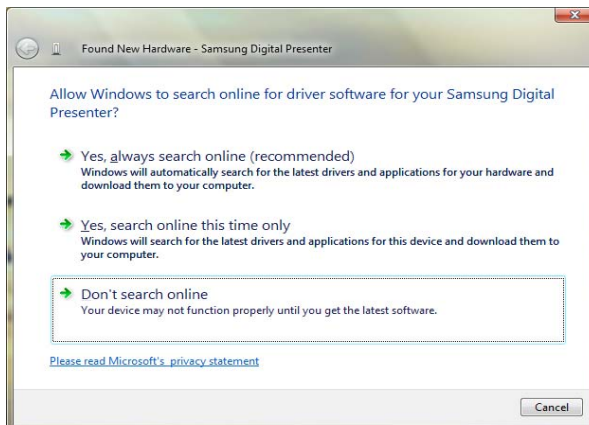 Found New Hardware - Samsung Digital Presenter
Allow Windows to search online for driver software for your Samsung Digital
Presenter?
Yes, always search online (recommended)
Windows will automatically search for the latest drivers and applications for your hardware and
download them to your computer.
Yes, search online this time only
Windows will search for the latest drivers and applications for this device and download them to
your computer.
Don't search online
Your device may not function properly until you get the latest software.
Please read Microsoft's privacy statement
Cancel